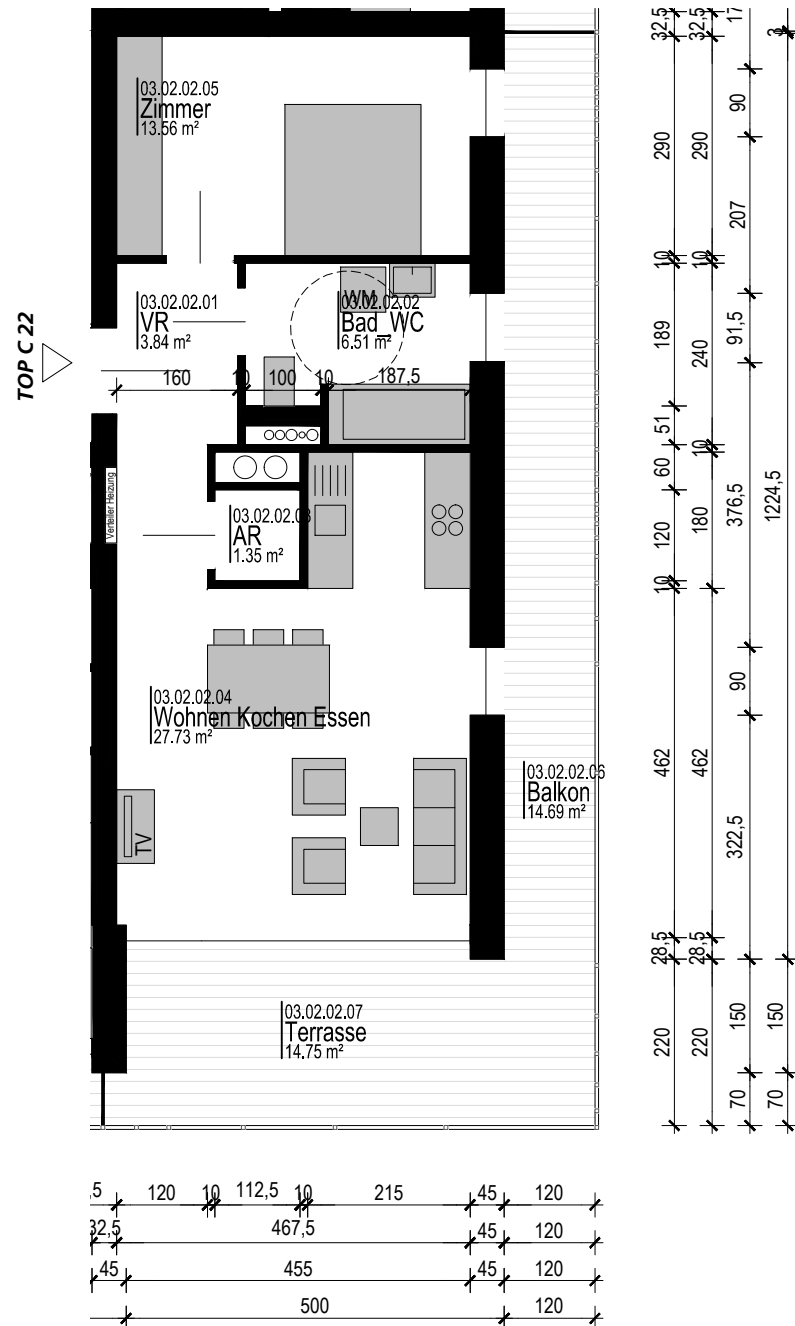 03.02.02.05
Zimmer
13.56 m²
TOP C 22
03.02.02.01
VR
3.84 m²
WM
03.02.02.02
Bad_WC
6.51 m²
160
10
100
10
187,5
Verteiler Heizung
03.02.02.03
AR
1.35 m²
03.02.02.04
Wohnen Kochen Essen
27.73 m²
TV
03.02.02.06
Balkon
14.69 m²
03.02.02.07
Terrasse
14.75 m²
32,5
290
10
189
51
60
120
10
462
28,5
220
32,5
290
10
240
10
180
462
28,5
220
17
90
207
91,5
376,5
90
322,5
150
70
1224,5
150
70
,5 120 10 112,5 10 215 45 120
32,5 467,5 45 120
45 455 45 120
500 120